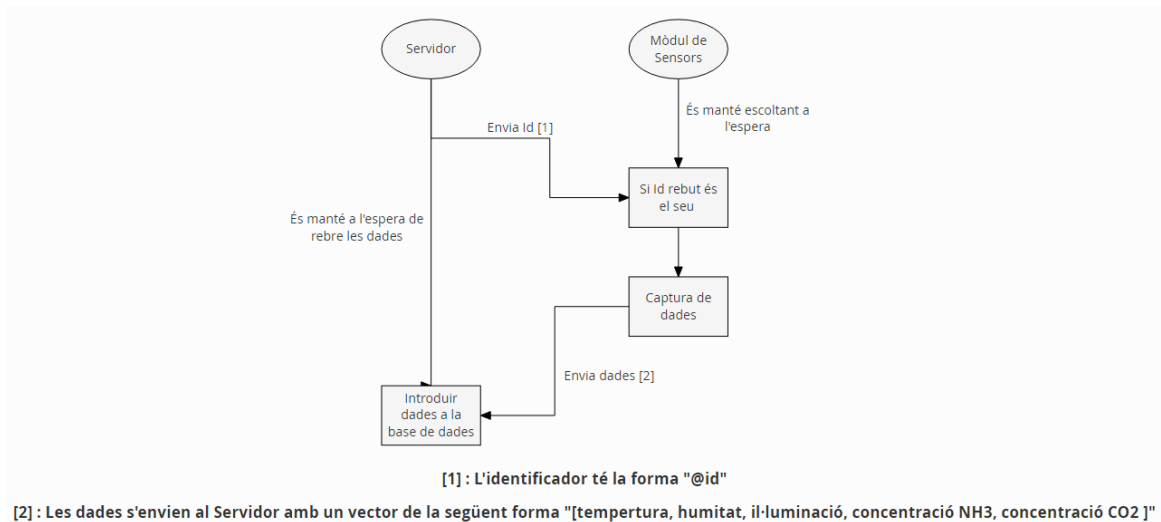 Servidor
Mòdul de
Sensors
És manté escoltant a
l'espera
Envia Id [1]
Si Id rebut és
el seu
És manté a l'espera de
rebre les dades
Captura de
dades
Envia dades [2]
Introduir
dades a la
base de dades
[1] : L'identificador té la forma "@id"
[2] : Les dades s'envien al Servidor amb un vector de la següent forma "[tempertura, humitat, il·luminació, concentració NH3, concentració CO2 ]"